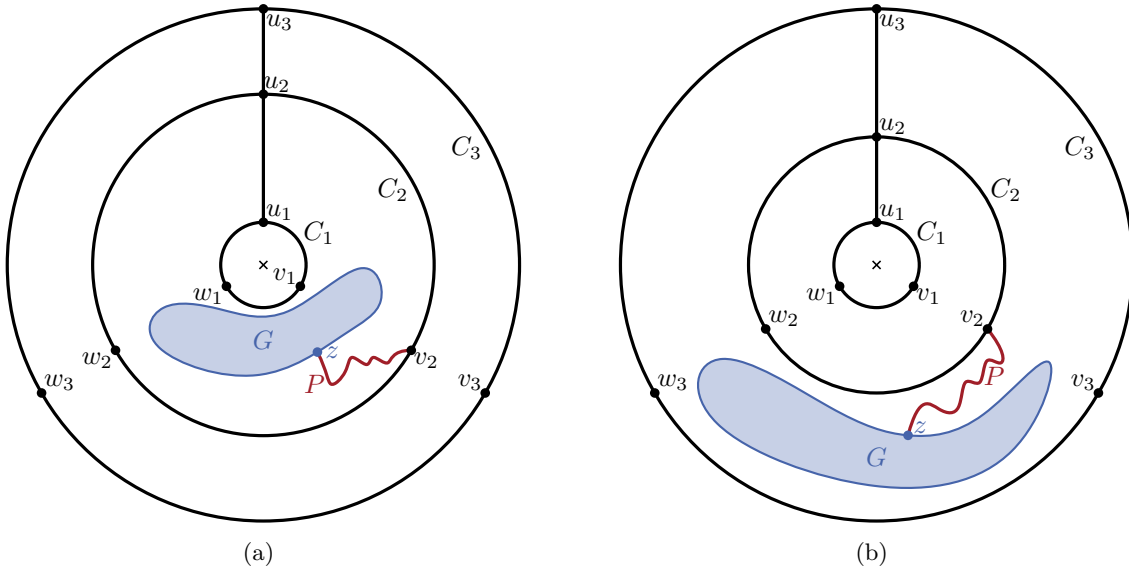 u₃
u₂
C₃
C₂
u₁
C₁
v₁
w₁
G
z
w₂
v₂
P
w₃
v₃
(a)
u₃
C₃
u₂
C₂
u₁
C₁
w₁
v₁
w₂
v₂
w₃
P
v₃
z
G
(b)